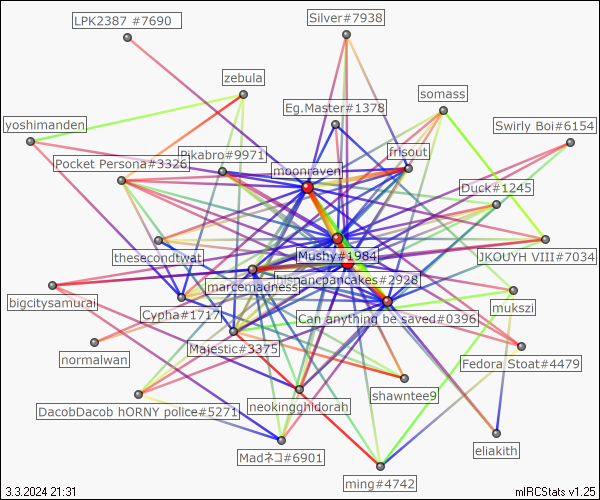 LPK2387 #7690
Silver#7938
zebula
somass
Eg.Master#1378
yoshimanden
Swirly Boi#6154
Pikabro#9971
frisout
Pocket Persona#3326
moonraven
Duck#1245
thesecondtwat
Mushy#1984
JKOUYH VIII#7034
hispanicpancakes#2928
marcemadness
bigcitysamurai
mukszi
Cypha#1717
Can anything be saved#0396
Majestic#3375
normalwan
Fedora Stoat#4479
shawntee9
DacobDacob hORNY police#5271
neokingghidorah
eliakith
Madネコ#6901
ming#4742
3.3.2024 21:31
mIRCStats v1.25